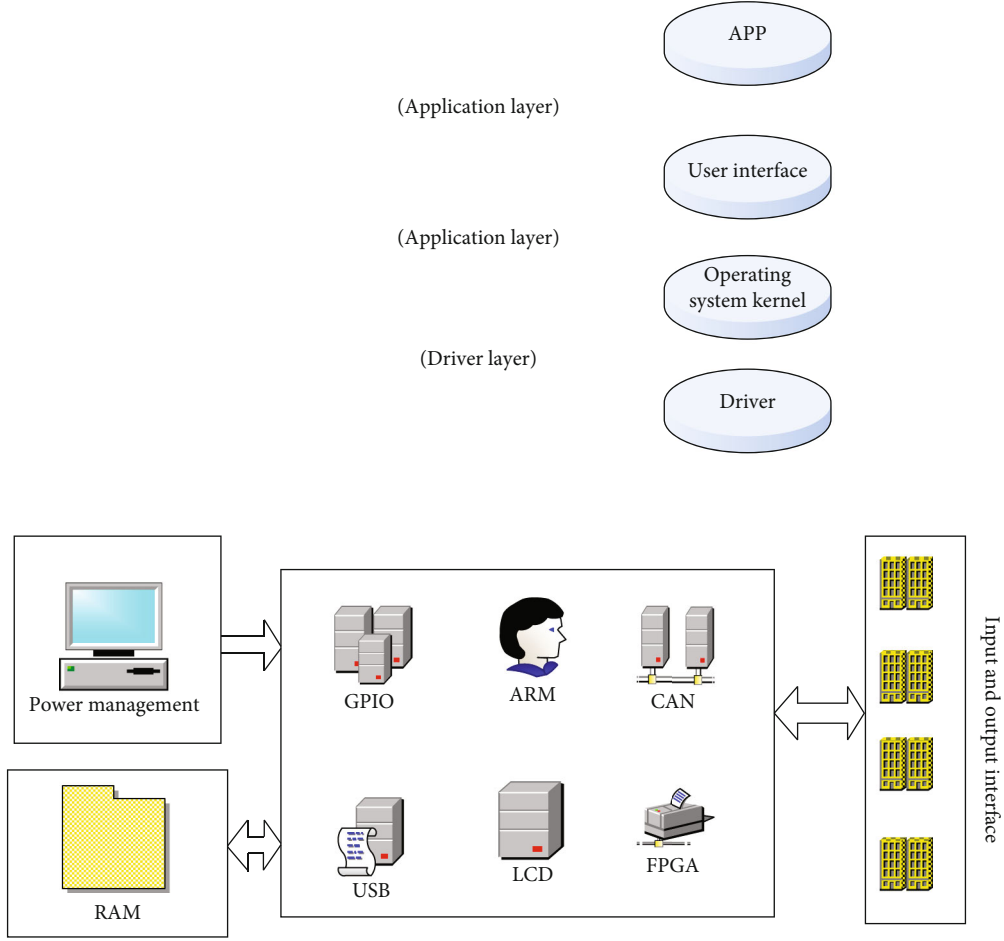 APP
(Application layer)
User interface
(Application layer)
Operating
system kernel
(Driver layer)
Driver
Power management
GPIO
ARM
CAN
RAM
USB
LCD
FPGA
Input and output interface